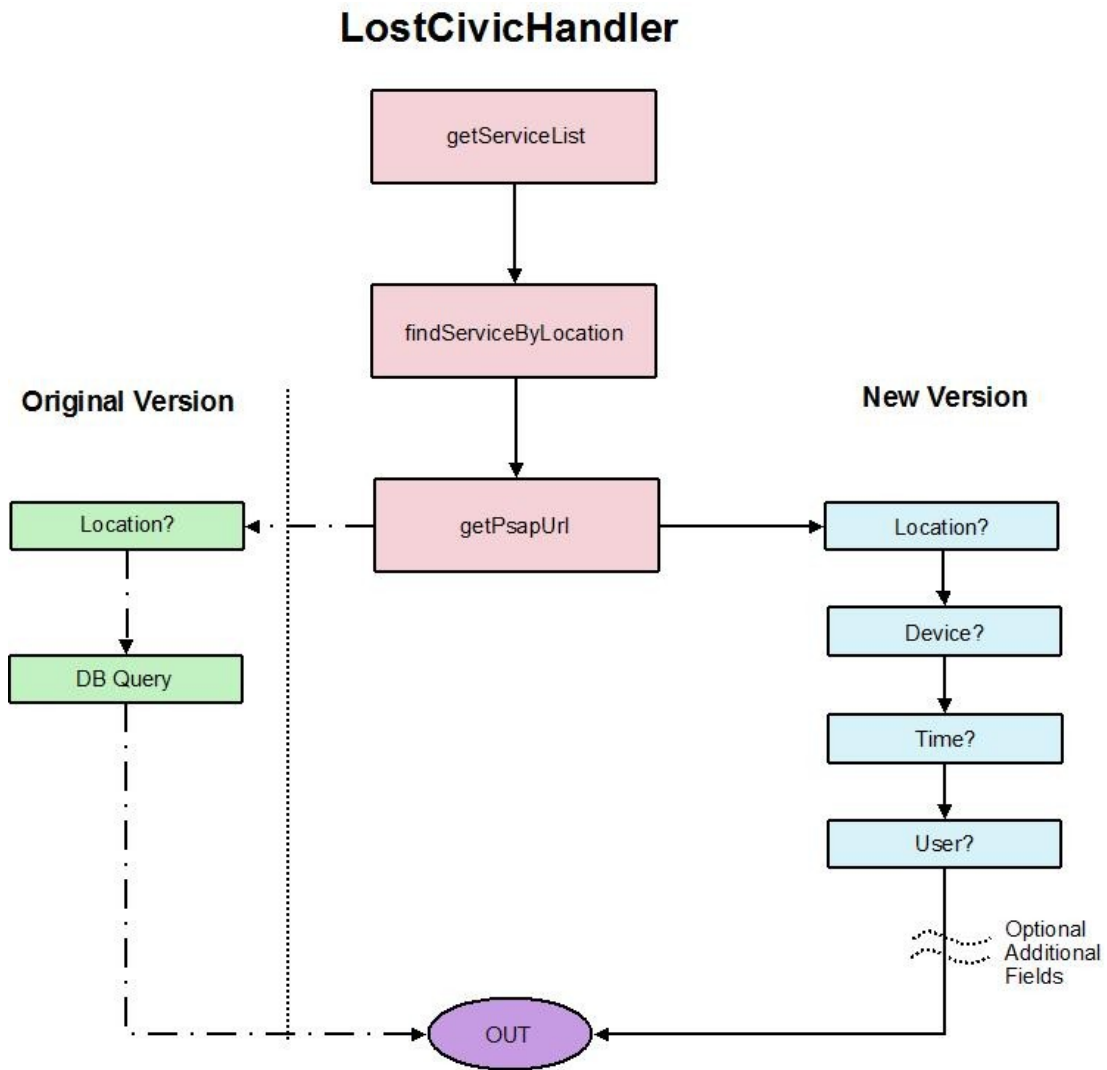 LostCivicHandler
getServiceList
findServiceByLocation
Original Version
New Version
Location?
getPsapUrl
Location?
Device?
DB Query
Time?
User?
Optional
Additional
Fields
OUT